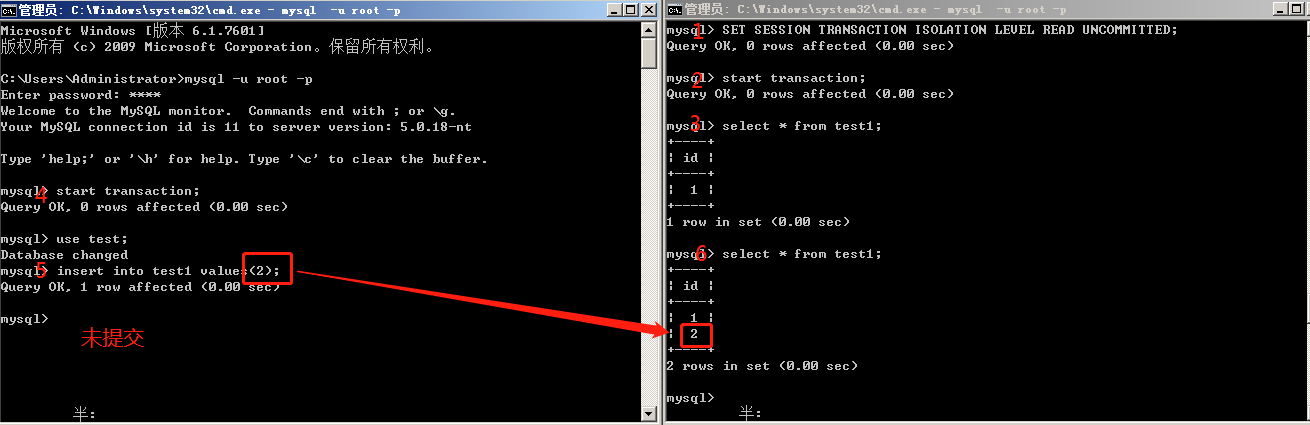 管理员: C:\Windows\system32\cmd.exe - mysql  -u root -p
Microsoft Windows [版本 6.1.7601]
版权所有 (c) 2009 Microsoft Corporation。保留所有权利。
C:\Users\Administrator>mysql -u root -p
Enter password: ****
Welcome to the MySQL monitor.  Commands end with ; or \g.
Your MySQL connection id is 11 to server version: 5.0.18-nt
Type 'help;' or '\h' for help. Type '\c' to clear the buffer.
mysql> start transaction;
4
Query OK, 0 rows affected (0.00 sec)
mysql> use test;
Database changed
mysql> insert into test1 values(2);
5
Query OK, 1 row affected (0.00 sec)
mysql>
未提交
半:
管理员: C:\Windows\system32\cmd.exe - mysql  -u root -p
mysql> SET SESSION TRANSACTION ISOLATION LEVEL READ UNCOMMITTED;
1
Query OK, 0 rows affected (0.00 sec)
mysql> start transaction;
2
Query OK, 0 rows affected (0.00 sec)
mysql> select * from test1;
3
+----+
| id |
+----+
|  1 |
+----+
1 row in set (0.00 sec)
mysql> select * from test1;
6
+----+
| id |
+----+
|  1 |
|  2 |
+----+
2 rows in set (0.00 sec)
mysql>
半: